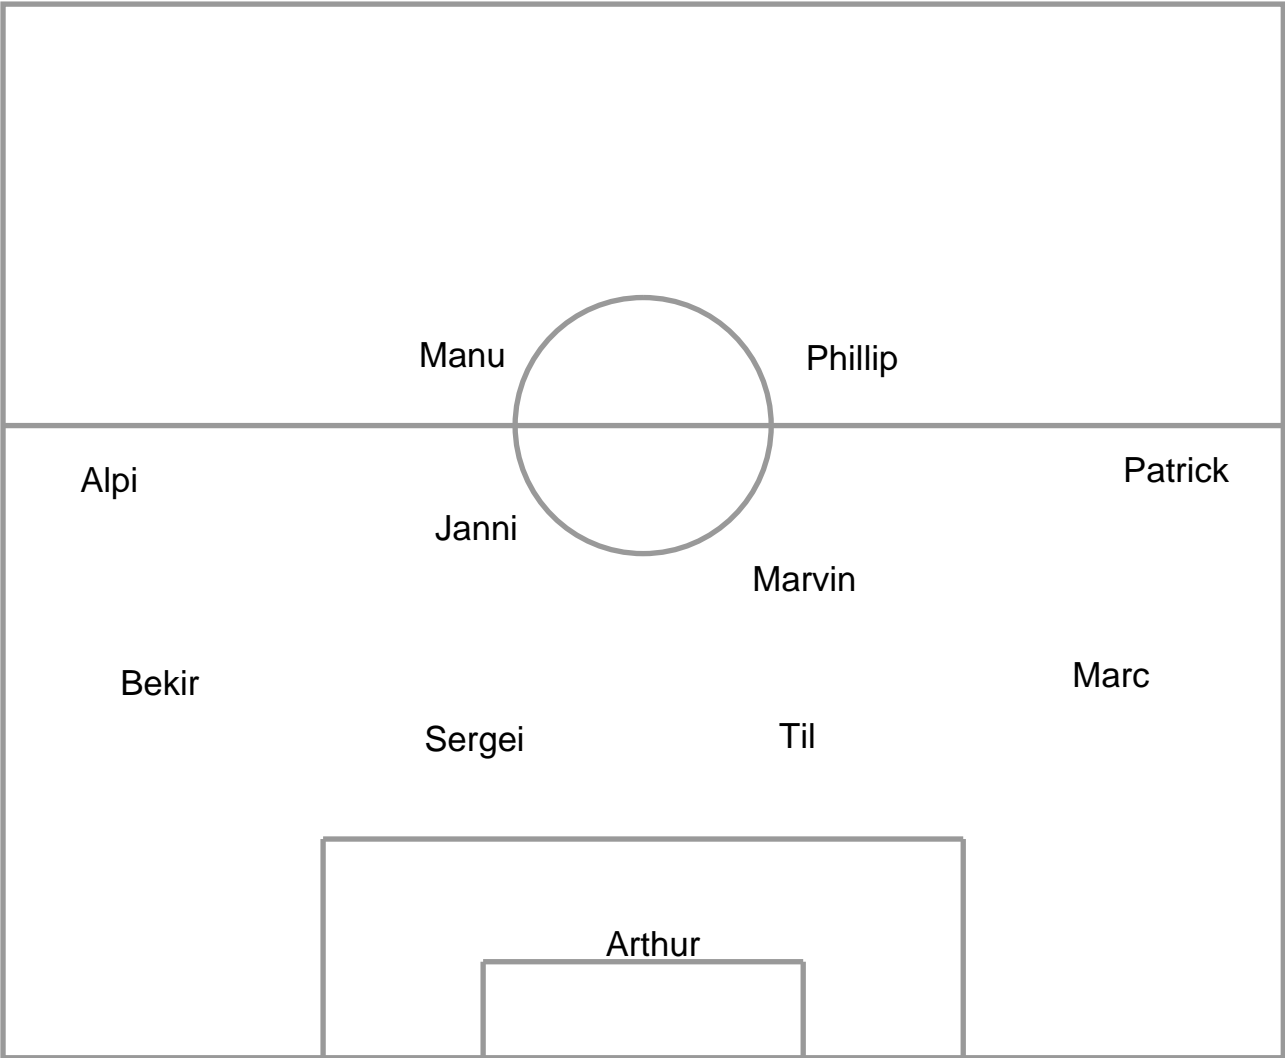 Manu
Phillip
Alpi
Patrick
Janni
Marvin
Bekir
Marc
Sergei
Til
Arthur